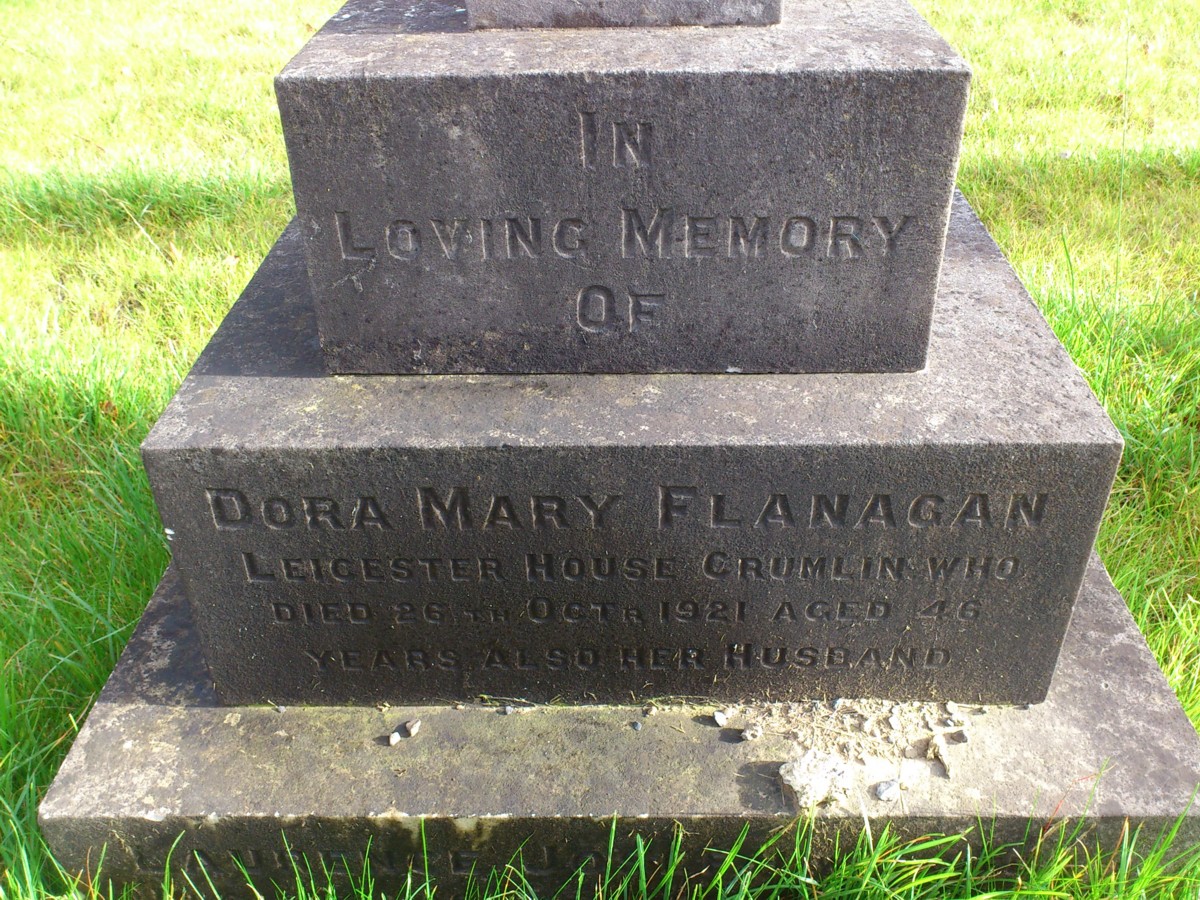 IN
LOVING MEMORY
OF
DORA MARY FLANAGAN
LEICESTER HOUSE CRUMLIN WHO
DIED 26TH OCTR 1921 AGED 46
YEARS ALSO HER HUSBAND
LAURENCE